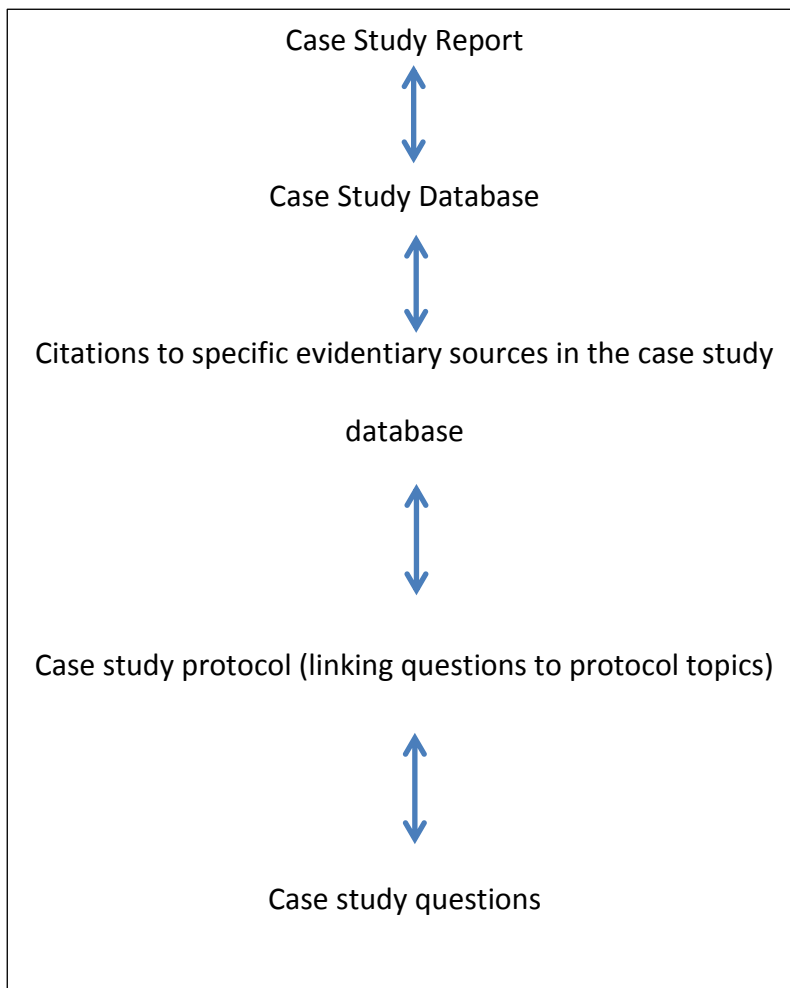 Case Study Report
Case Study Database
Citations to specific evidentiary sources in the case study
database
Case study protocol (linking questions to protocol topics)
Case study questions